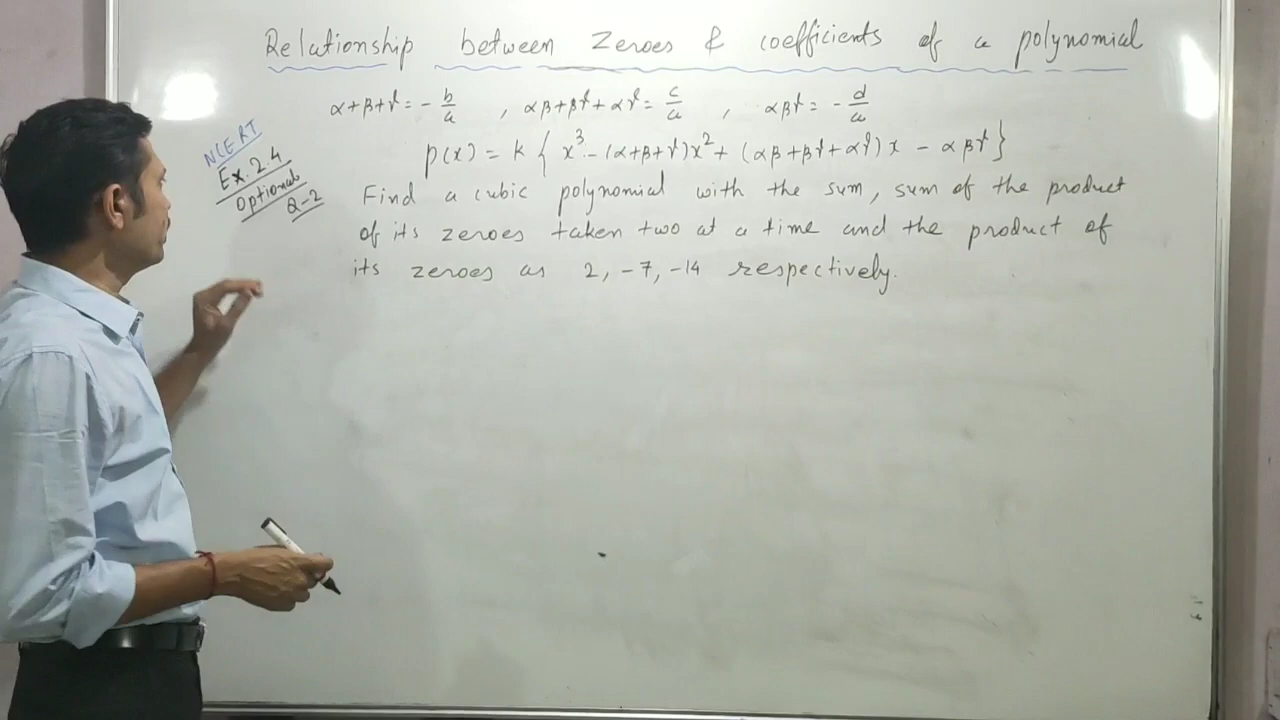 Relationship between Zeroes & coefficients of a polynomial
α+β+γ = - b/a , αβ+βγ+αγ = c/a , αβγ = - d/a
p(x) = k { x³ - (α+β+γ)x² + (αβ+βγ+αγ)x - αβγ }
NCERT
Ex. 2.4
Optional
Q-2
Find a cubic polynomial with the sum, sum of the product
of its zeroes taken two at a time and the product of
its zeroes as 2, -7, -14 respectively.